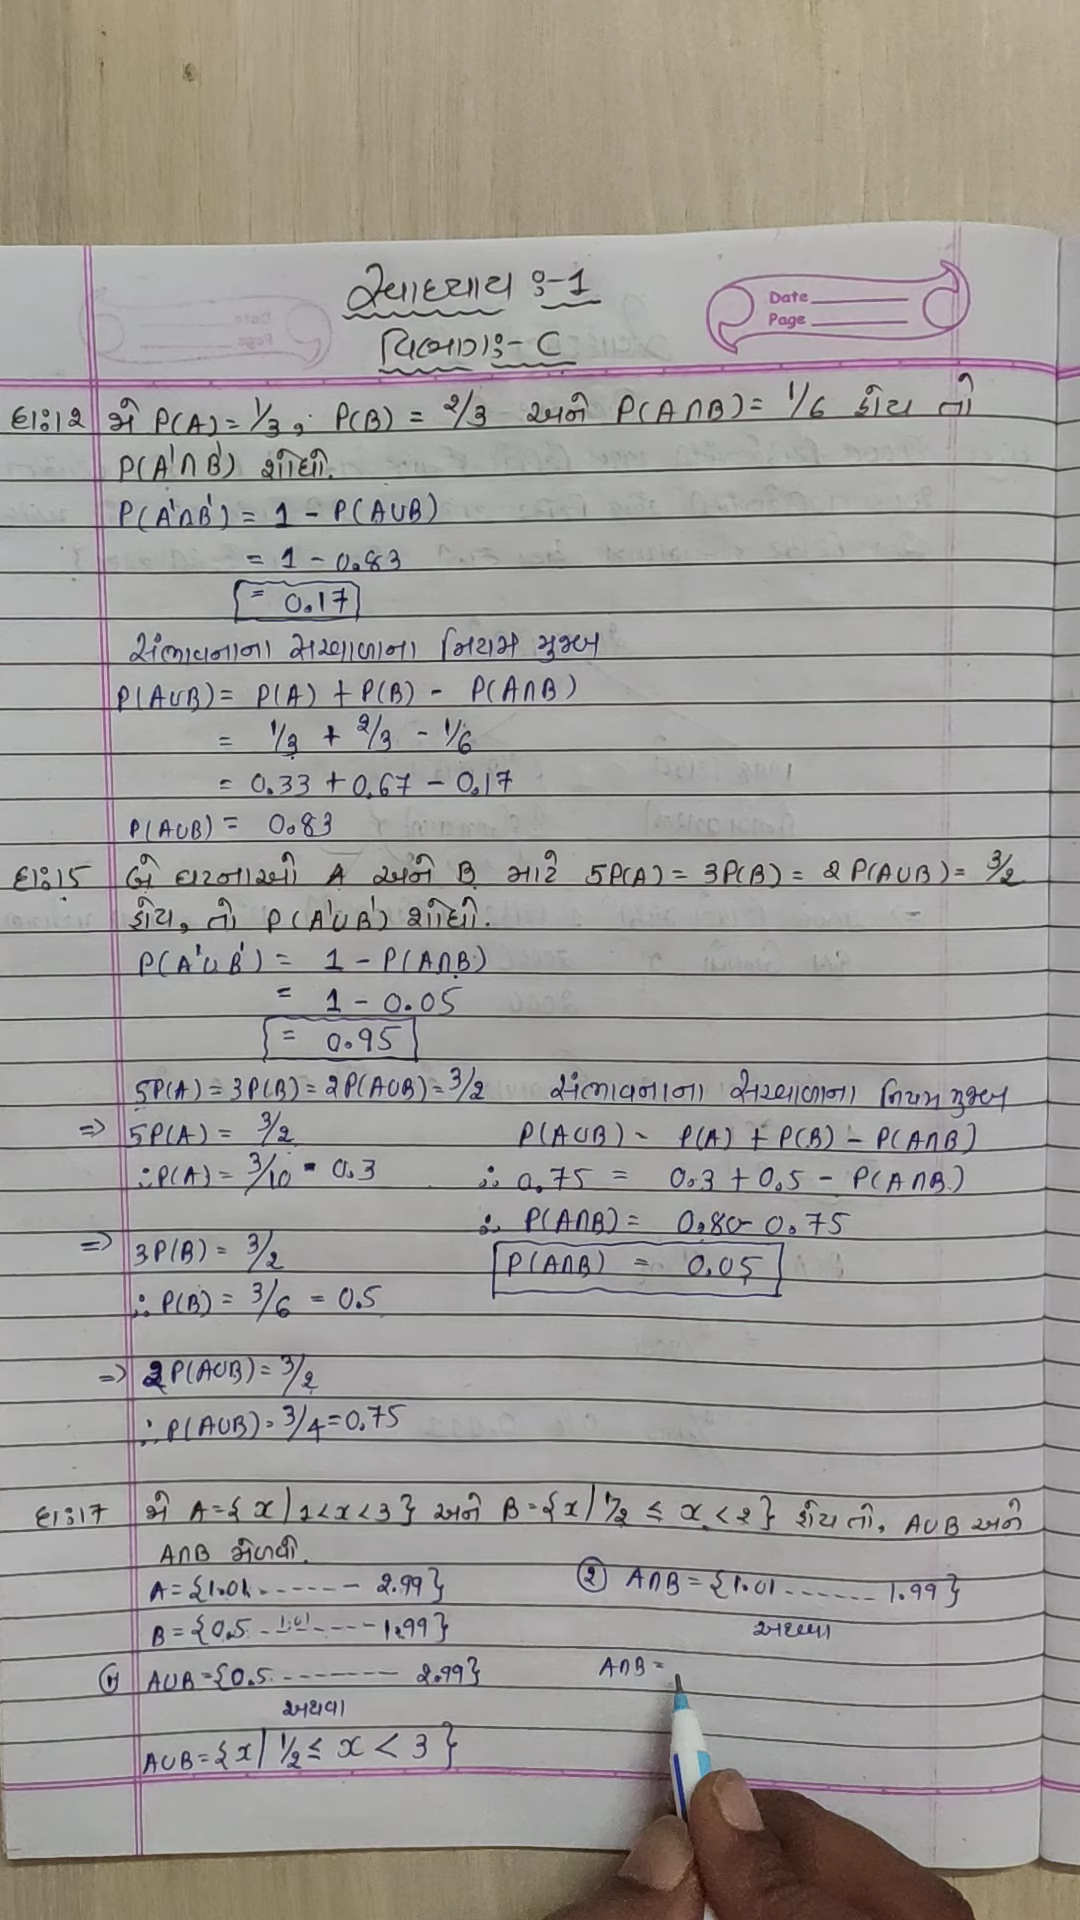 સ્વાધ્યાય :-1
વિભાગ :- C
Date
Page
દા:12 જો P(A) = 1/3, P(B) = 2/3 અને P(A∩B) = 1/6 હોય તો
P(A'∩B') શોધો.
P(A'∩B') = 1 - P(A∪B)
= 1 - 0.83
= 0.17
સંભાવનાના સરવાળાના નિયમ મુજબ
P(A∪B) = P(A) + P(B) - P(A∩B)
= 1/3 + 2/3 - 1/6
= 0.33 + 0.67 - 0.17
P(A∪B) = 0.83
દા:15 બે ઘટનાઓ A અને B માટે 5P(A) = 3P(B) = 2P(A∪B) = 3/2
હોય, તો P(A'∪B') શોધો.
P(A'∪B') = 1 - P(A∩B)
= 1 - 0.05
= 0.95
5P(A) = 3P(B) = 2P(A∪B) = 3/2
⇒ 5P(A) = 3/2
∴ P(A) = 3/10 = 0.3
⇒ 3P(B) = 3/2
∴ P(B) = 3/6 = 0.5
⇒ 2P(A∪B) = 3/2
∴ P(A∪B) = 3/4 = 0.75
સંભાવનાના સરવાળાના નિયમ મુજબ
P(A∪B) = P(A) + P(B) - P(A∩B)
∴ 0.75 = 0.3 + 0.5 - P(A∩B)
∴ P(A∩B) = 0.80 - 0.75
P(A∩B) = 0.05
દા:17 જો A = {x | 1 < x < 3} અને B = {x | 1/2 ≤ x < 2} હોય તો, A∪B અને
A∩B મેળવો.
A = {1.01 ------- 2.99}
B = {0.5 --1.01---- 1.99}
(૧) A∪B = {0.5 -------- 2.99}
અથવા
A∪B = {x | 1/2 ≤ x < 3}
(૨) A∩B = {1.01 ------ 1.99}
અથવા
A∩B =